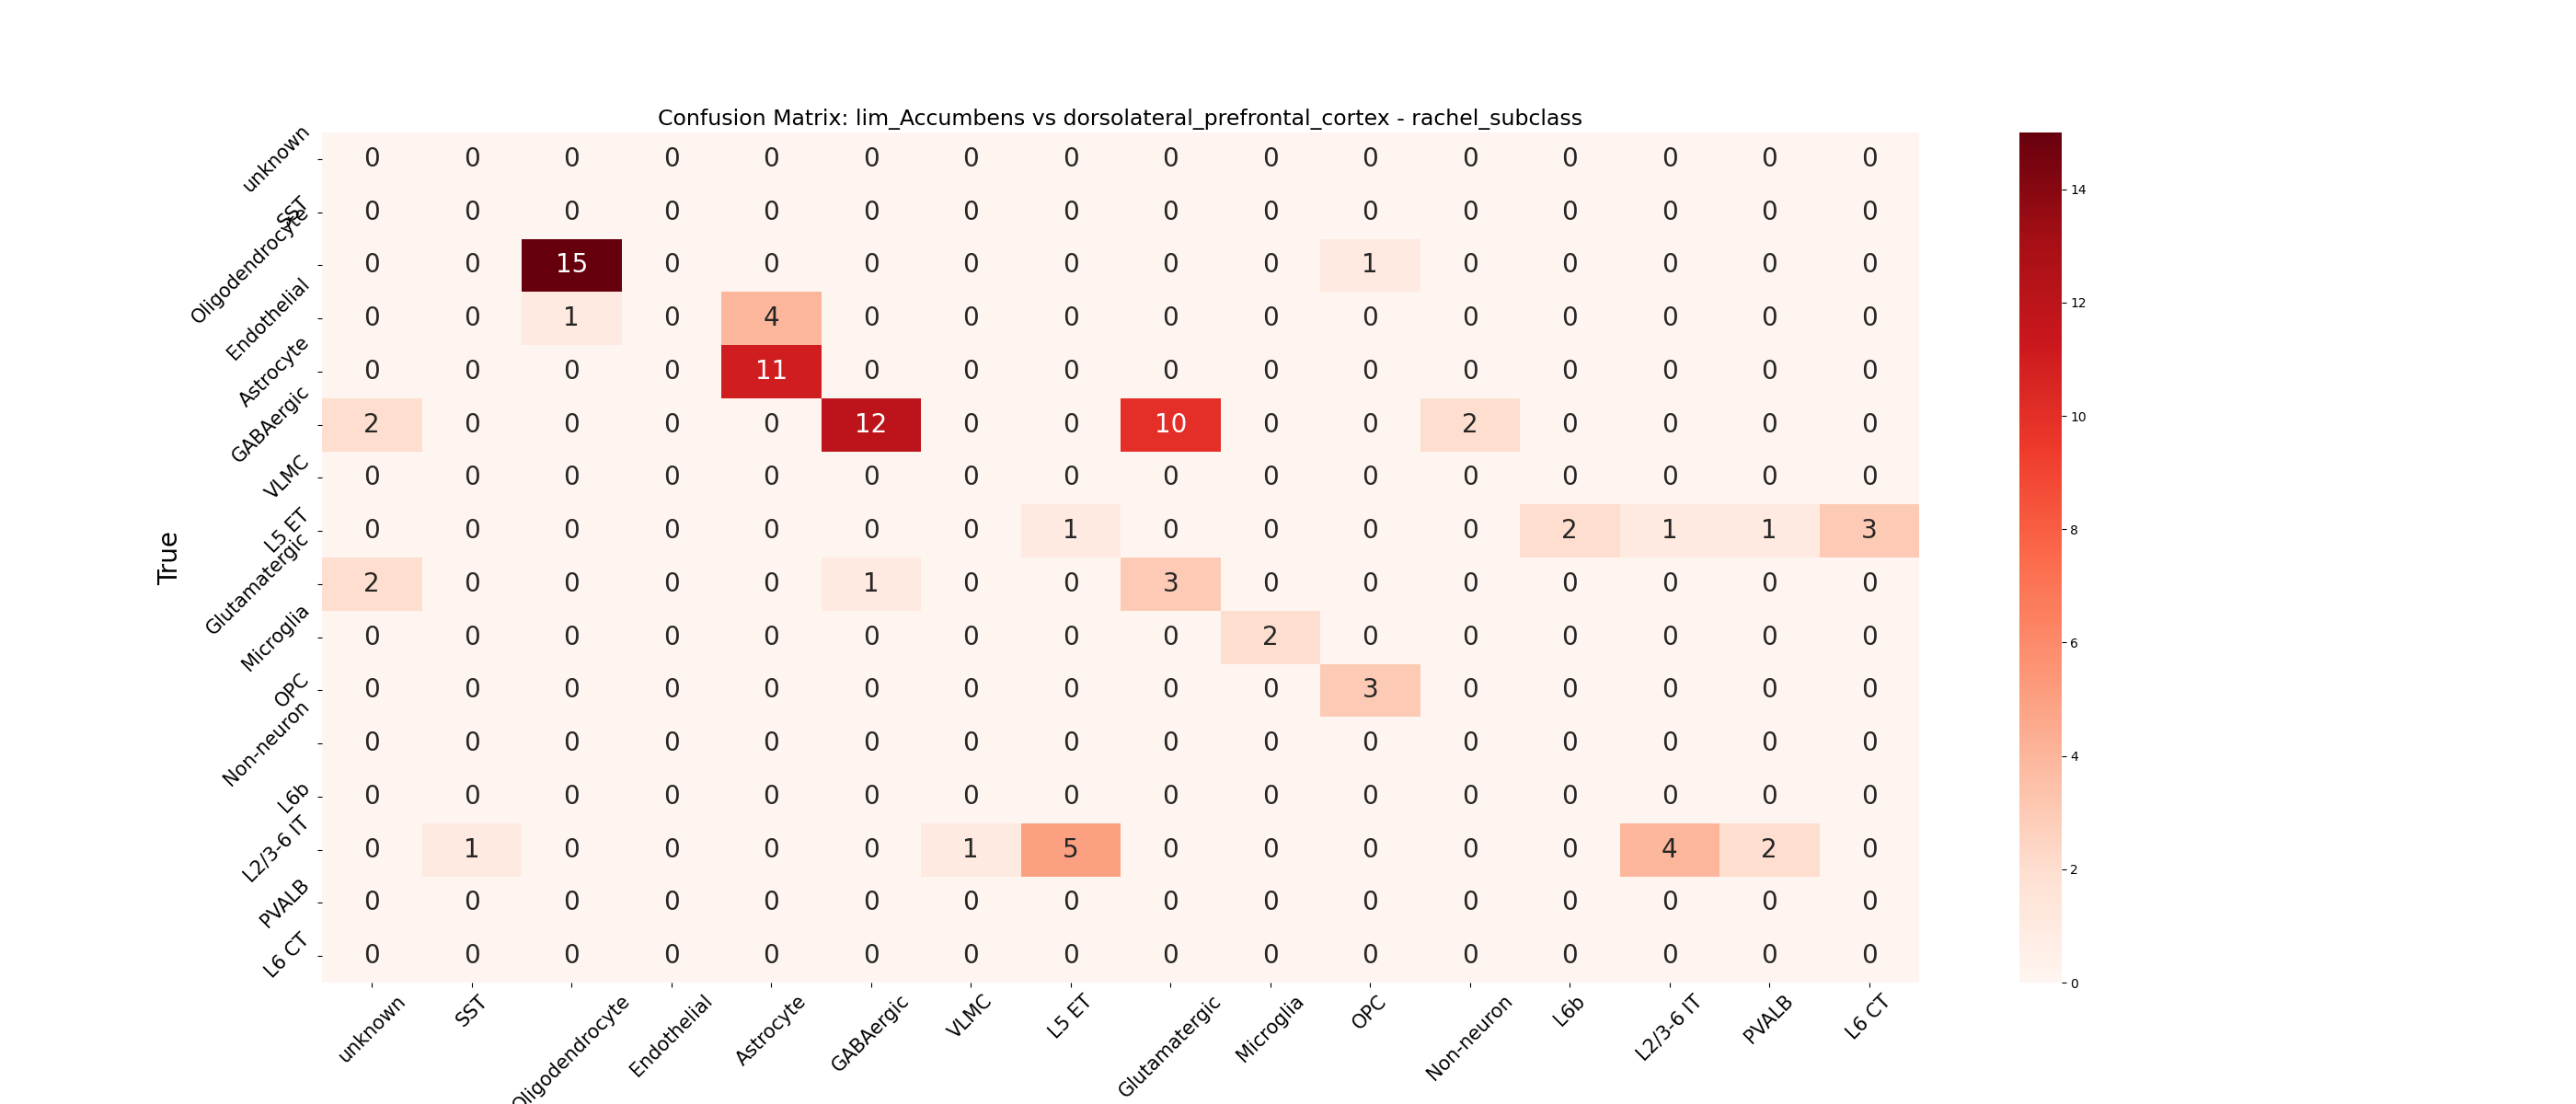 Confusion Matrix: lim_Accumbens vs dorsolateral_prefrontal_cortex - rachel_subclass
True
unknown 0 0 0 0 0 0 0 0 0 0 0 0 0 0 0 0
SST 0 0 0 0 0 0 0 0 0 0 0 0 0 0 0 0
Oligodendrocyte 0 0 15 0 0 0 0 0 0 0 1 0 0 0 0 0
Endothelial 0 0 1 0 4 0 0 0 0 0 0 0 0 0 0 0
Astrocyte 0 0 0 0 11 0 0 0 0 0 0 0 0 0 0 0
GABAergic 2 0 0 0 0 12 0 0 10 0 0 2 0 0 0 0
VLMC 0 0 0 0 0 0 0 0 0 0 0 0 0 0 0 0
L5 ET 0 0 0 0 0 0 0 1 0 0 0 0 2 1 1 3
Glutamatergic 2 0 0 0 0 1 0 0 3 0 0 0 0 0 0 0
Microglia 0 0 0 0 0 0 0 0 0 2 0 0 0 0 0 0
OPC 0 0 0 0 0 0 0 0 0 0 3 0 0 0 0 0
Non-neuron 0 0 0 0 0 0 0 0 0 0 0 0 0 0 0 0
L6b 0 0 0 0 0 0 0 0 0 0 0 0 0 0 0 0
L2/3-6 IT 0 1 0 0 0 0 1 5 0 0 0 0 0 4 2 0
PVALB 0 0 0 0 0 0 0 0 0 0 0 0 0 0 0 0
L6 CT 0 0 0 0 0 0 0 0 0 0 0 0 0 0 0 0
unknown SST Oligodendrocyte Endothelial Astrocyte GABAergic VLMC L5 ET Glutamatergic Microglia OPC Non-neuron L6b L2/3-6 IT PVALB L6 CT
14
12
10
8
6
4
2
0